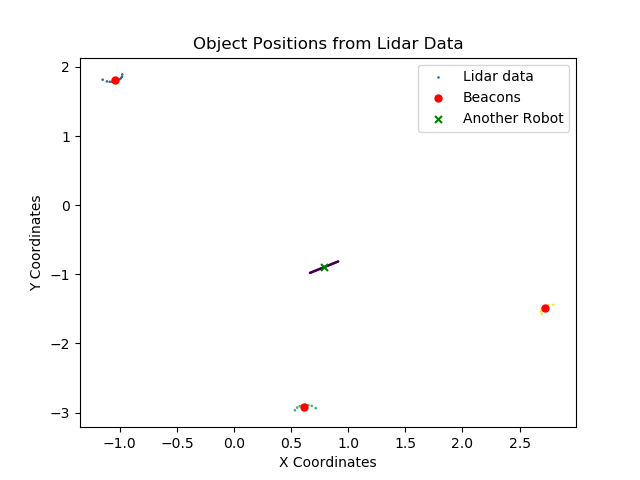 Object Positions from Lidar Data
Lidar data
Beacons
Another Robot
Y Coordinates
2
1
0
−1
−2
−3
−1.0 −0.5 0.0 0.5 1.0 1.5 2.0 2.5
X Coordinates